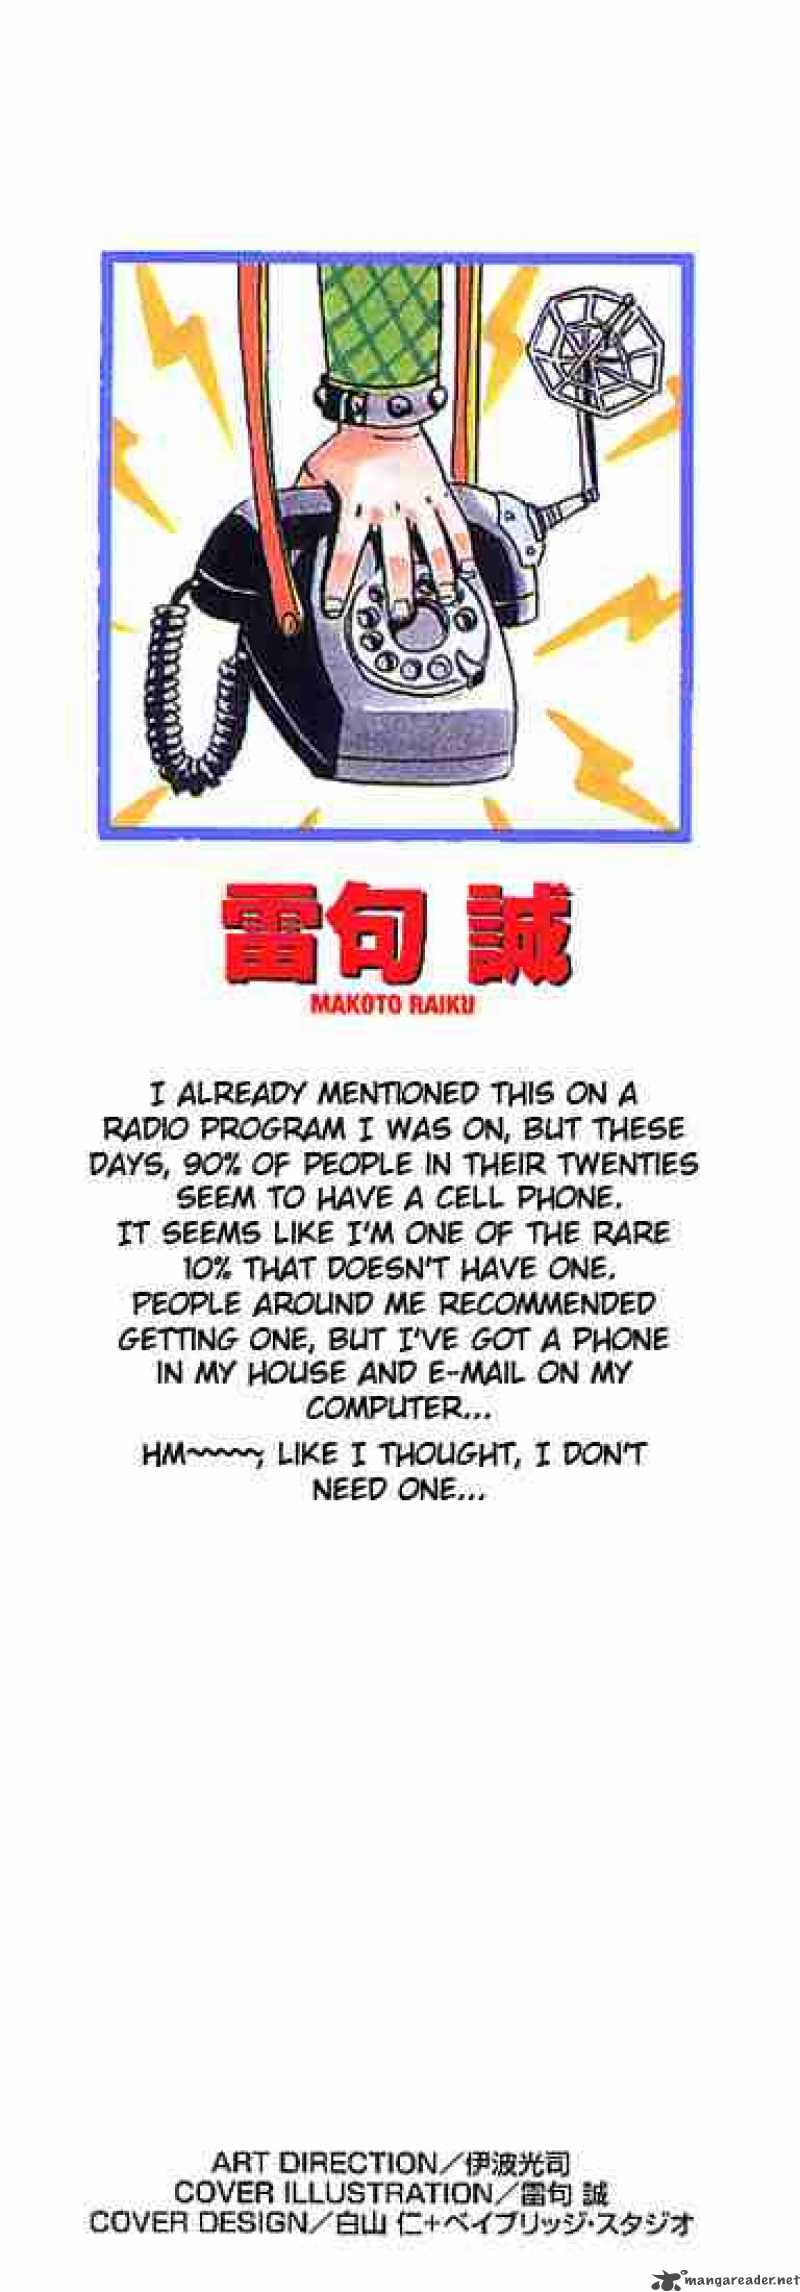 雷句 誠
MAKOTO RAIKU
I ALREADY MENTIONED THIS ON A
RADIO PROGRAM I WAS ON, BUT THESE
DAYS, 90% OF PEOPLE IN THEIR TWENTIES
SEEM TO HAVE A CELL PHONE.
IT SEEMS LIKE I'M ONE OF THE RARE
10% THAT DOESN'T HAVE ONE.
PEOPLE AROUND ME RECOMMENDED
GETTING ONE, BUT I'VE GOT A PHONE
IN MY HOUSE AND E-MAIL ON MY
COMPUTER...
HM~~~~~, LIKE I THOUGHT, I DON'T
NEED ONE...
ART DIRECTION／伊波光司
COVER ILLUSTRATION／雷句 誠
COVER DESIGN／白山 仁+ベイブリッジ・スタジオ
mangareader.net